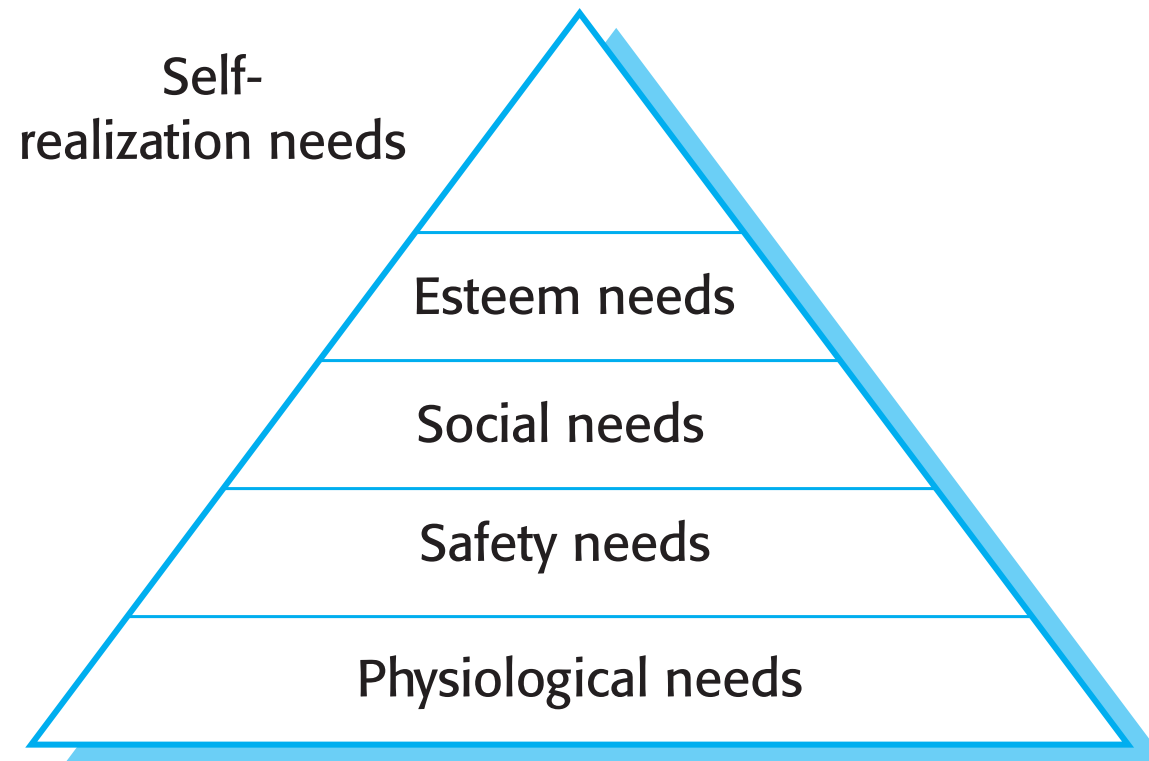 Self-
realization needs
Esteem needs
Social needs
Safety needs
Physiological needs